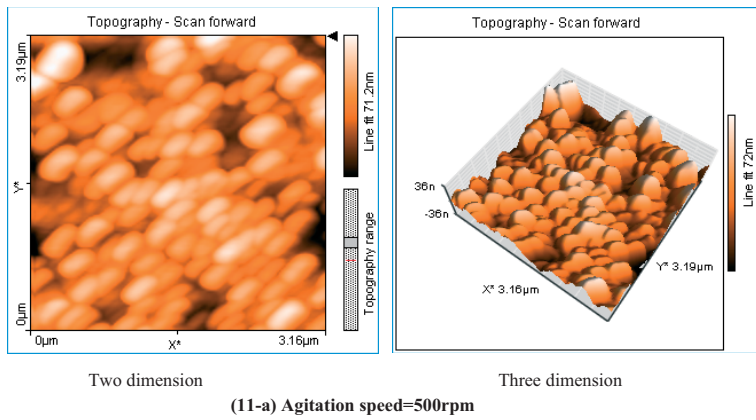 Topography - Scan forward
3.19µm
Y*
0µm
0µm
X*
3.16µm
Line fit 71.2nm
Topography range
Topography - Scan forward
36n
-36n
X* 3.16µm
Y* 3.19µm
Line fit 72nm
Two dimension
Three dimension
(11-a) Agitation speed=500rpm